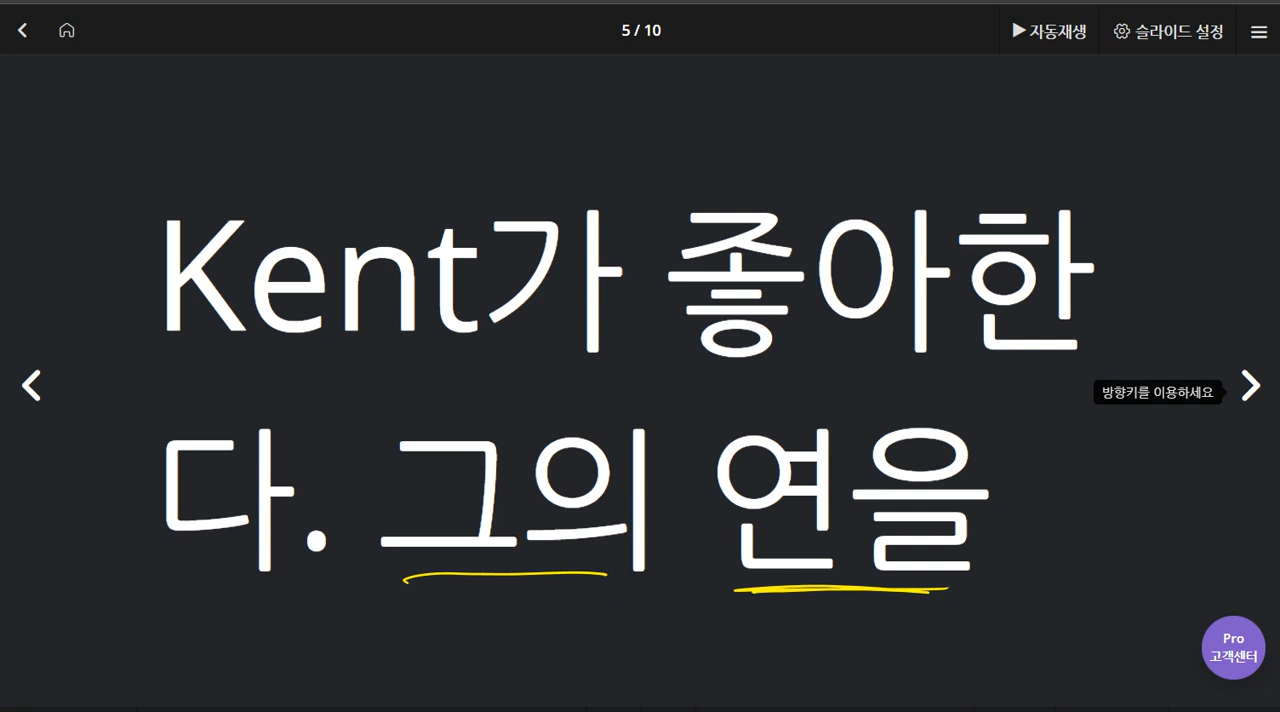 5 / 10
자동재생
슬라이드 설정
Kent가 좋아한
다. 그의 연을
방향키를 이용하세요
Pro
고객센터